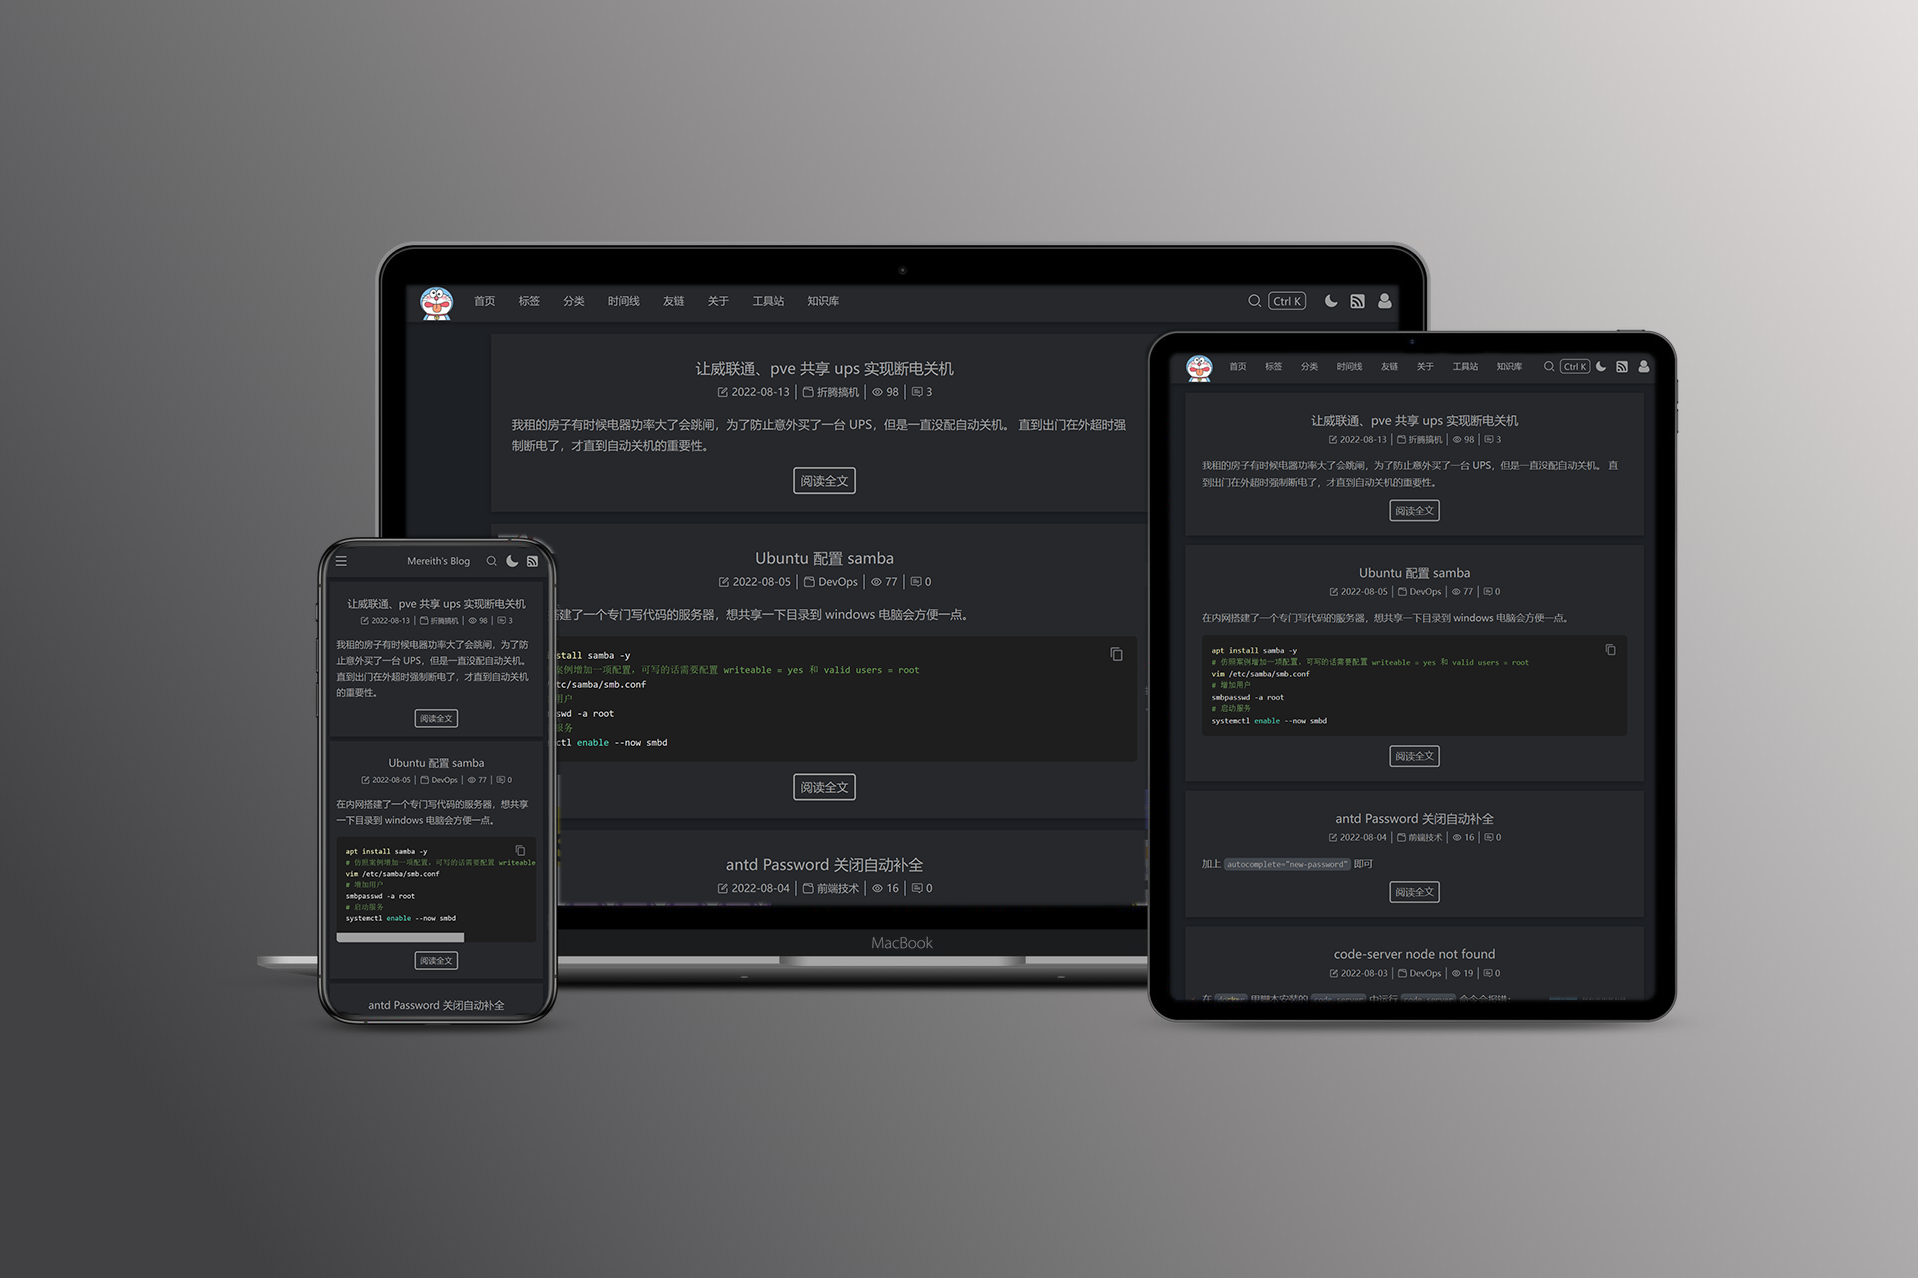 首页 标签 分类 时间线 友链 关于 工具站 知识库 Ctrl K
让威联通、pve 共享 ups 实现断电关机
2022-08-13 折腾搞机 98 3
我租的房子有时候电器功率大了会跳闸，为了防止意外买了一台 UPS，但是一直没配自动关机。 直到出门在外超时强
制断电了，才直到自动关机的重要性。
阅读全文
Ubuntu 配置 samba
2022-08-05 DevOps 77 0
建了一个专门写代码的服务器，想共享一下目录到 windows 电脑会方便一点。
stall samba -y
案例增加一项配置，可写的话需要配置 writeable = yes 和 valid users = root
tc/samba/smb.conf
用户
swd -a root
服务
ctl enable --now smbd
阅读全文
antd Password 关闭自动补全
2022-08-04 前端技术 16 0
MacBook
Mereith's Blog
让威联通、pve 共享 ups 实现断电关机
2022-08-13 折腾搞机 98 3
我租的房子有时候电器功率大了会跳闸，为了防
止意外买了一台 UPS，但是一直没配自动关机。
直到出门在外超时强制断电了，才直到自动关机
的重要性。
阅读全文
Ubuntu 配置 samba
2022-08-05 DevOps 77 0
在内网搭建了一个专门写代码的服务器，想共享
一下目录到 windows 电脑会方便一点。
apt install samba -y
# 仿照案例增加一项配置，可写的话需要配置 writeable
vim /etc/samba/smb.conf
# 增加用户
smbpasswd -a root
# 启动服务
systemctl enable --now smbd
阅读全文
antd Password 关闭自动补全
首页 标签 分类 时间线 友链 关于 工具站 知识库 Ctrl K
让威联通、pve 共享 ups 实现断电关机
2022-08-13 折腾搞机 98 3
我租的房子有时候电器功率大了会跳闸，为了防止意外买了一台 UPS，但是一直没配自动关机。 直
到出门在外超时强制断电了，才直到自动关机的重要性。
阅读全文
Ubuntu 配置 samba
2022-08-05 DevOps 77 0
在内网搭建了一个专门写代码的服务器，想共享一下目录到 windows 电脑会方便一点。
apt install samba -y
# 仿照案例增加一项配置，可写的话需要配置 writeable = yes 和 valid users = root
vim /etc/samba/smb.conf
# 增加用户
smbpasswd -a root
# 启动服务
systemctl enable --now smbd
阅读全文
antd Password 关闭自动补全
2022-08-04 前端技术 16 0
加上 autocomplete="new-password" 即可
阅读全文
code-server node not found
2022-08-03 DevOps 19 0